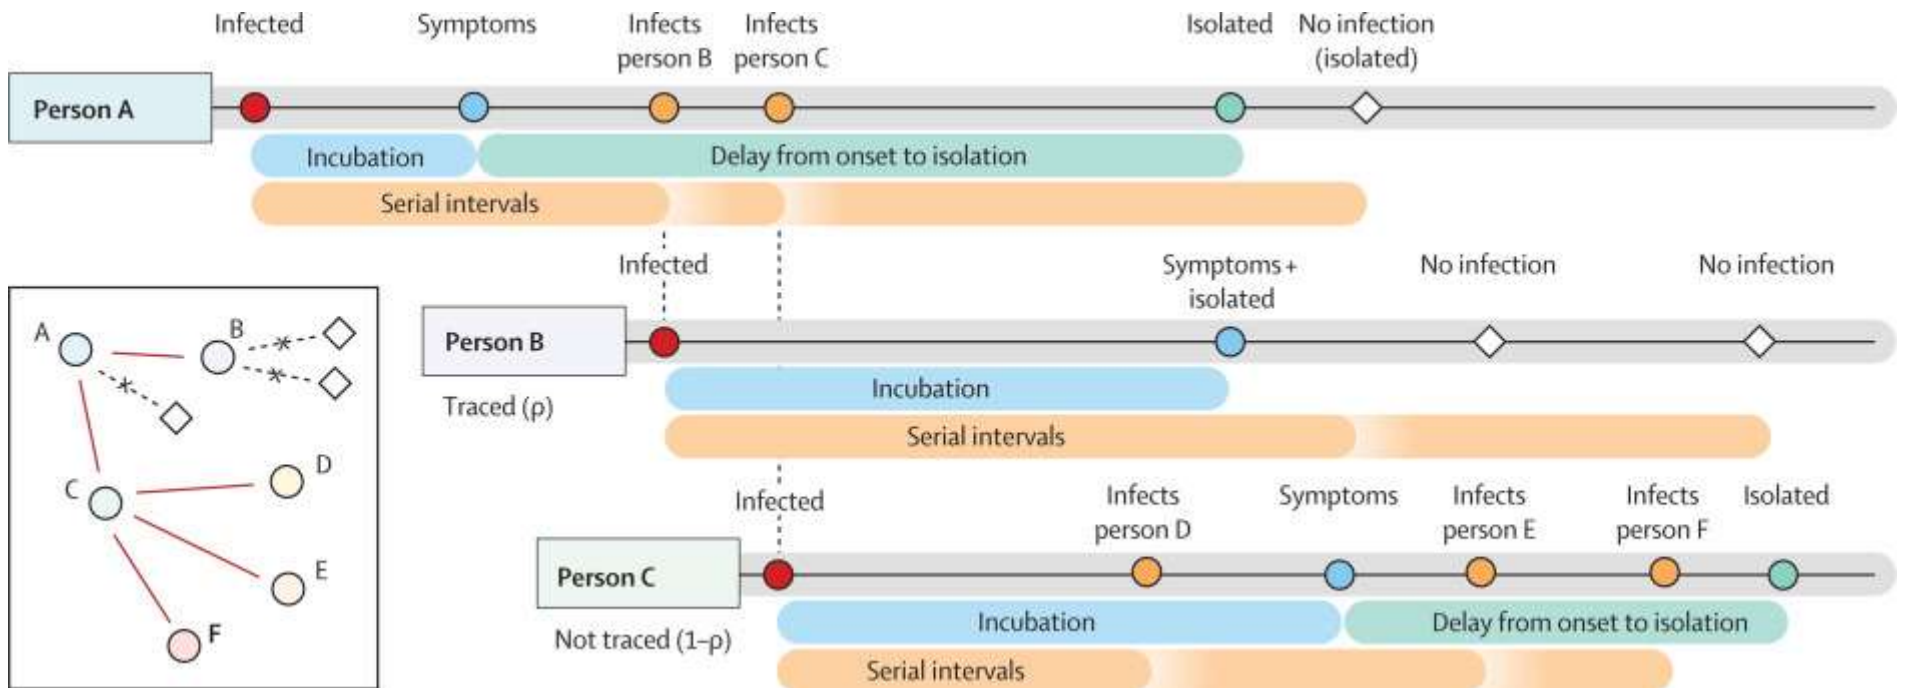 Infected
Symptoms
Infects
person B
Infects
person C
Isolated
No infection
(isolated)
Person A
Incubation
Delay from onset to isolation
Serial intervals
Infected
Symptoms+
isolated
No infection
No infection
Person B
Traced (ρ)
Incubation
Serial intervals
Infected
Infects
person D
Symptoms
Infects
person E
Infects
person F
Isolated
Person C
Not traced (1–ρ)
Incubation
Delay from onset to isolation
Serial intervals
A
B
C
D
E
F